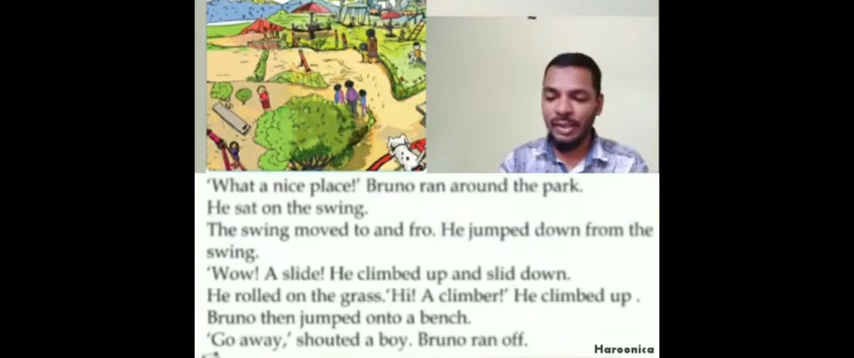 ‘What a nice place!’ Bruno ran around the park.
He sat on the swing.
The swing moved to and fro. He jumped down from the
swing.
‘Wow! A slide! He climbed up and slid down.
He rolled on the grass.‘Hi! A climber!’ He climbed up .
Bruno then jumped onto a bench.
‘Go away,’ shouted a boy. Bruno ran off.
Haroonica